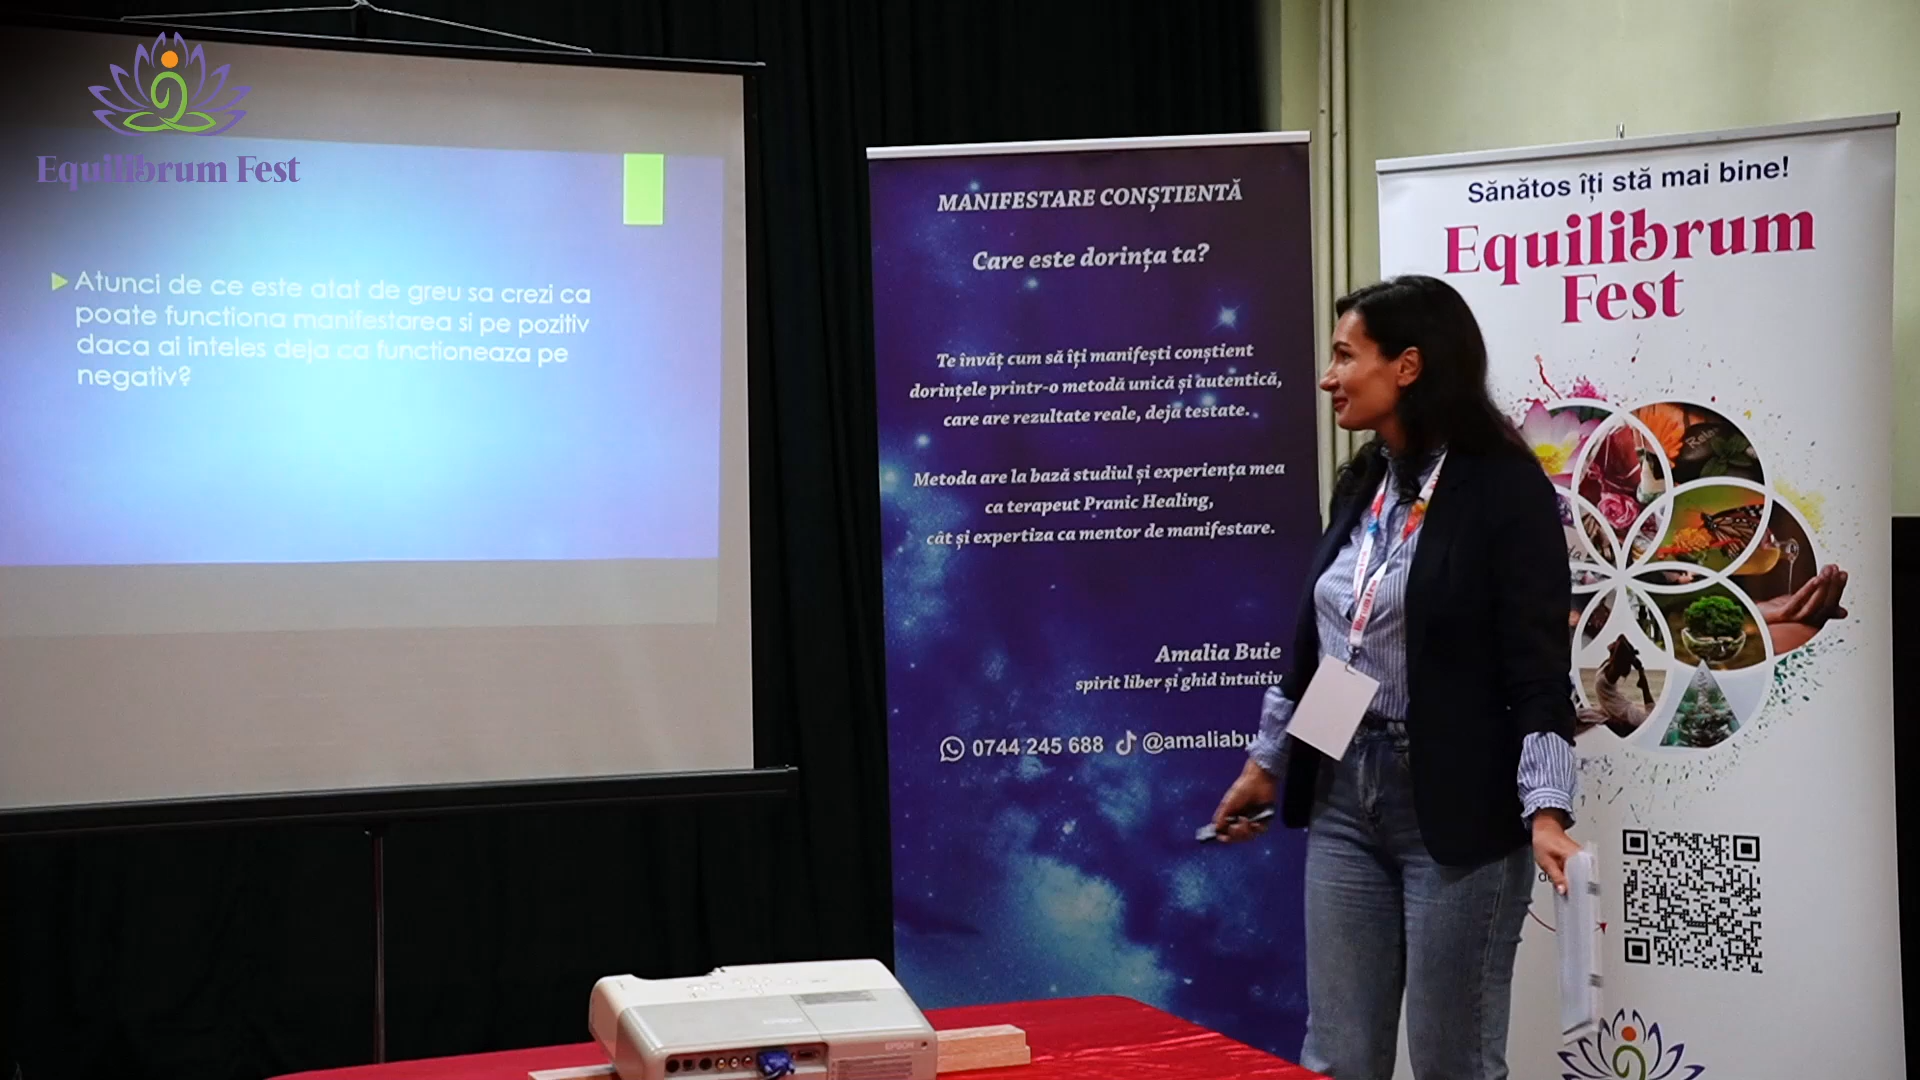 Equilibrum Fest
Atunci de ce este atat de greu sa crezi ca
poate functiona manifestarea si pe pozitiv
daca ai inteles deja ca functioneaza pe
negativ?
MANIFESTARE CONȘTIENTĂ
Care este dorința ta?
Te învăț cum să îți manifești conștient
dorințele printr-o metodă unică și autentică,
care are rezultate reale, deja testate.
Metoda are la bază studiul și experiența mea
ca terapeut Pranic Healing,
cât și expertiza ca mentor de manifestare.
Amalia Buie
spirit liber și ghid intuitiv
0744 245 688 @amaliabu
Sănătos îți stă mai bine!
Equilibrum
Fest
EPSON